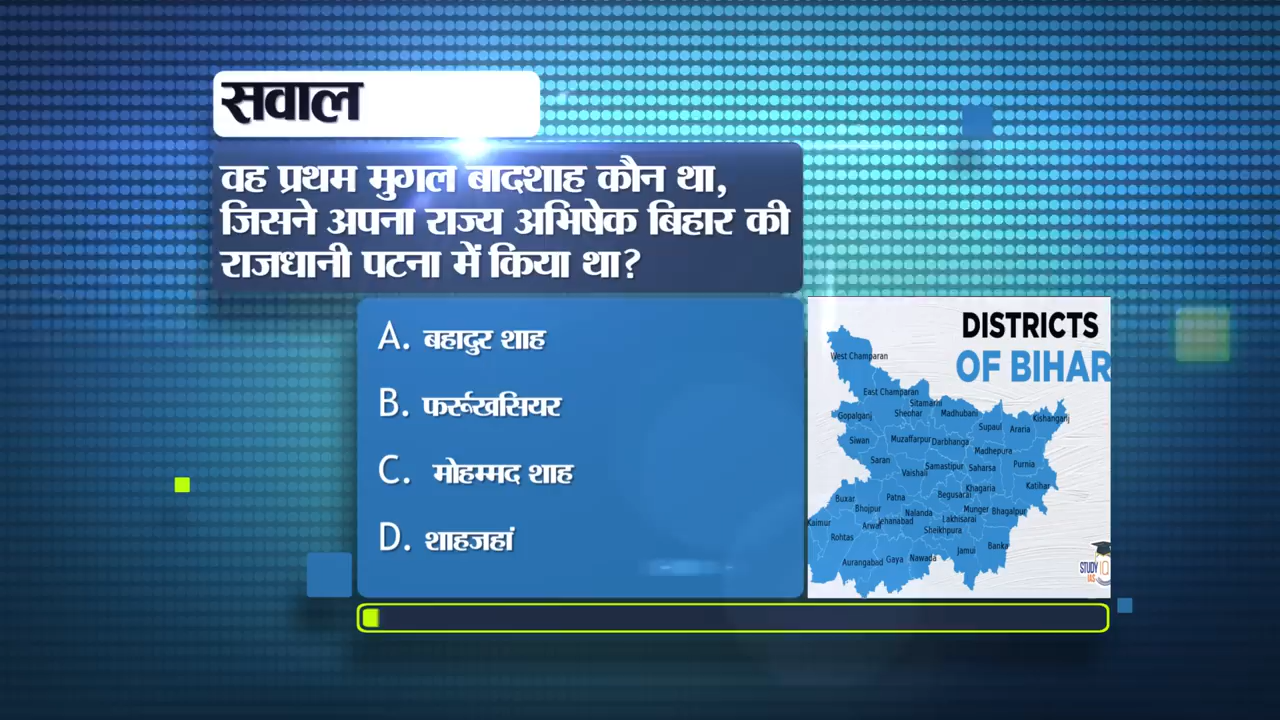 सवाल
वह प्रथम मुगल बादशाह कौन था,
जिसने अपना राज्य अभिषेक बिहार की
राजधानी पटना में किया था?
A. बहादुर शाह
B. फर्रूखसियर
C. मोहम्मद शाह
D. शाहजहां
DISTRICTS
OF BIHAR
West Champaran
East Champaran
Sitamarhi
Gopalganj
Sheohar
Madhubani
Kishanganj
Supaul
Araria
Siwan
Muzaffarpur
Darbhanga
Madhepura
Saran
Vaishali
Samastipur
Saharsa
Purnia
Khagaria
Katihar
Buxar
Patna
Begusarai
Bhojpur
Nalanda
Munger
Bhagalpur
Kaimur
Arwal
Jehanabad
Lakhisarai
Sheikhpura
Rohtas
Banka
Jamui
Aurangabad
Gaya
Nawada
STUDY IQ
IAS